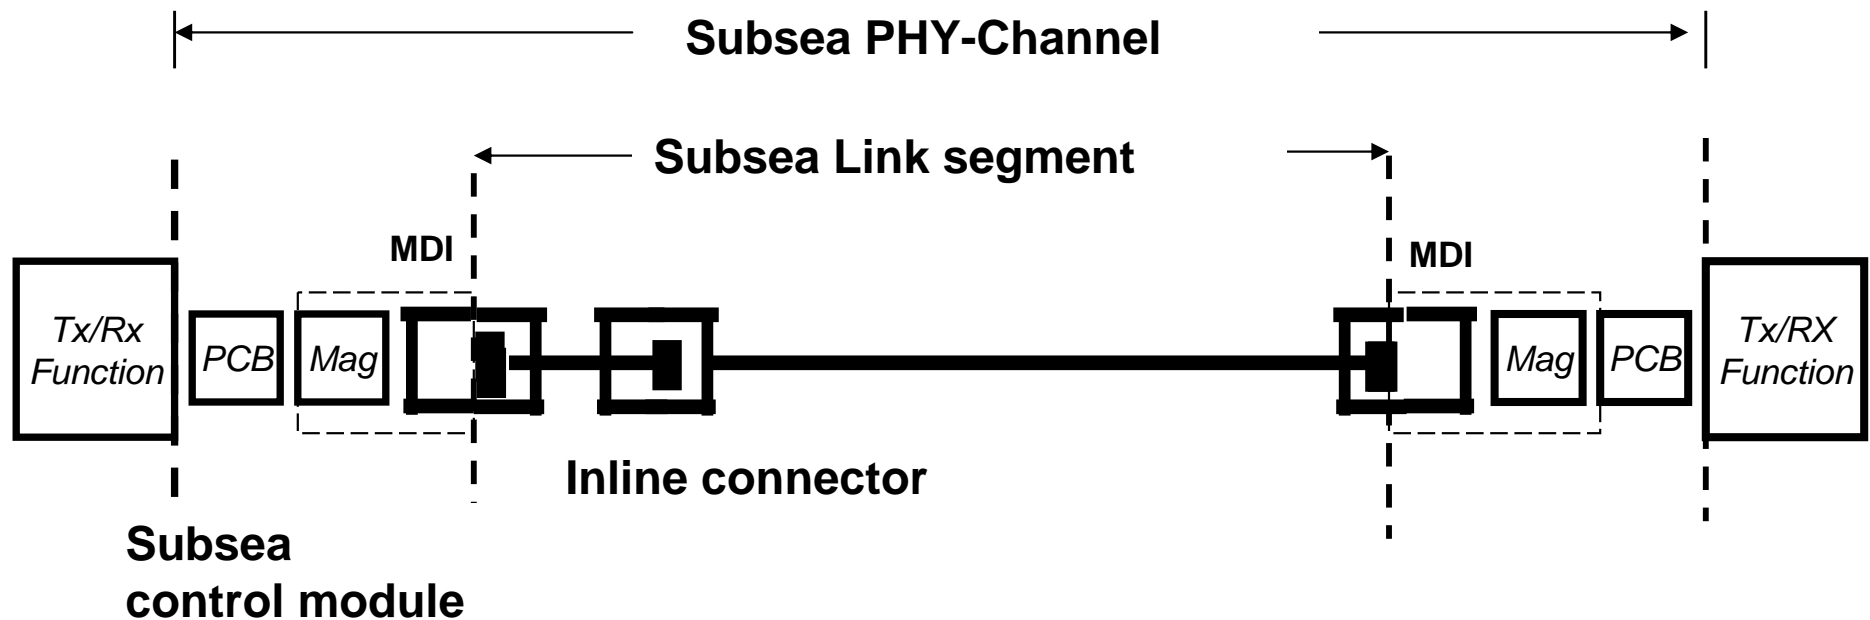 Subsea PHY-Channel
Subsea Link segment
MDI
MDI
Tx/Rx
Function
PCB
Mag
Mag
PCB
Tx/RX
Function
Inline connector
Subsea
control module